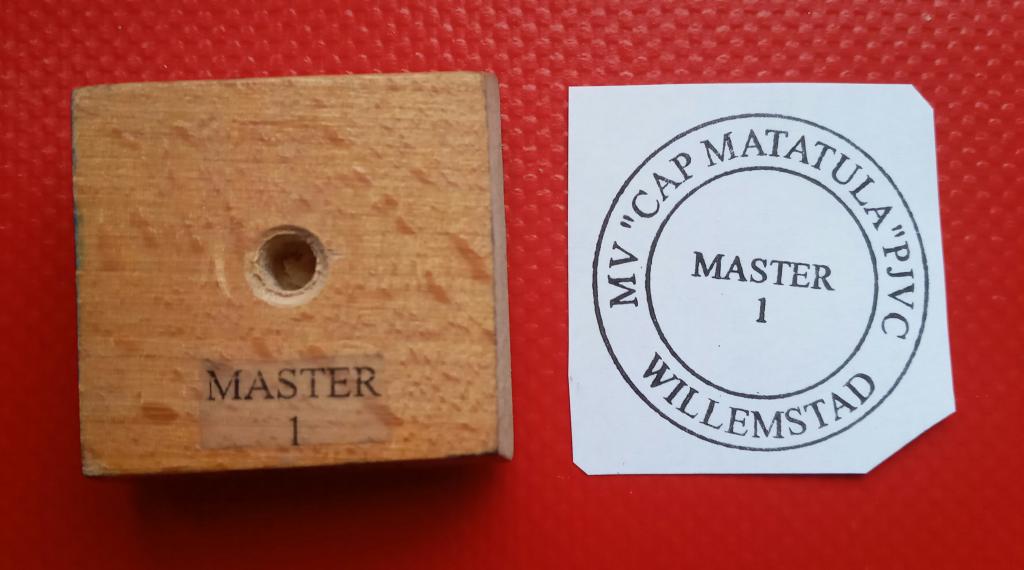 MASTER
1
MV "CAP MATATULA"PJVC
MASTER
1
WILLEMSTAD